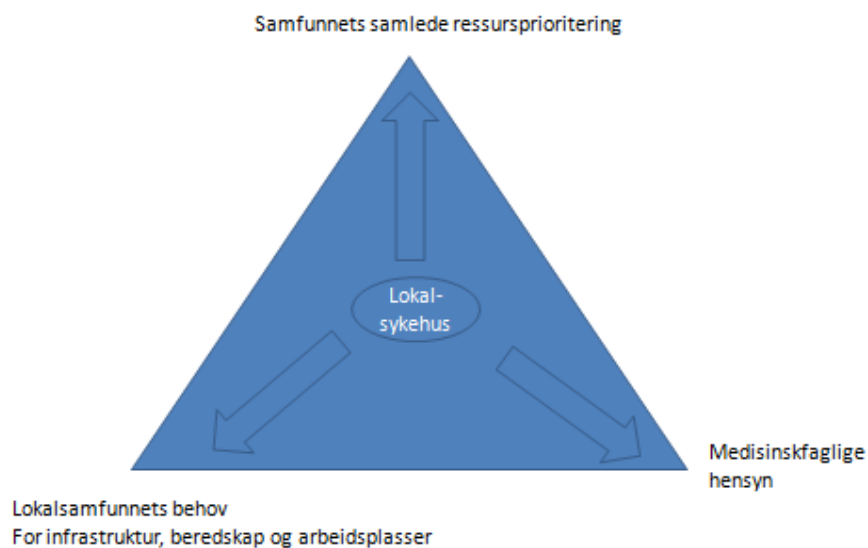 Samfunnets samlede ressursprioritering
Lokal-
sykehus
Medisinskfaglige
hensyn
Lokalsamfunnets behov
For infrastruktur, beredskap og arbeidsplasser